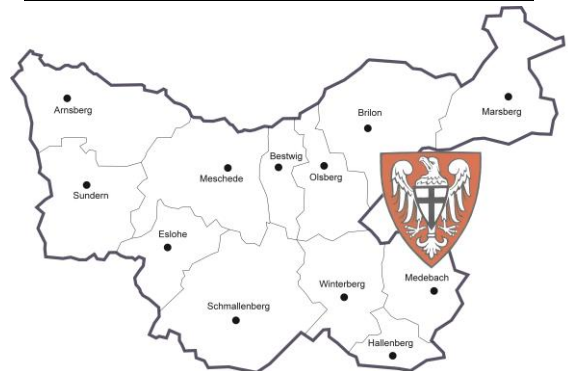 Arnsberg
Marsberg
Brilon
Bestwig
Meschede
Olsberg
Sundern
Eslohe
Medebach
Winterberg
Schmallenberg
Hallenberg